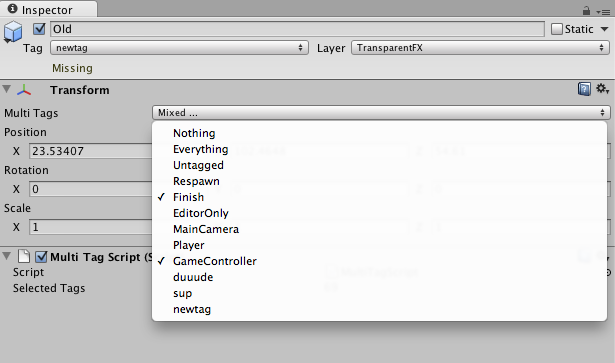 Inspector
Old Static
Tag newtag Layer TransparentFX
Missing
Transform
Multi Tags Mixed ...
Position
X 23.53407
Rotation
X 0
Scale
X 1
Nothing
Everything
Untagged
Respawn
Finish
EditorOnly
MainCamera
Player
GameController
duuude
sup
newtag
Multi Tag Script (S
Script
Selected Tags